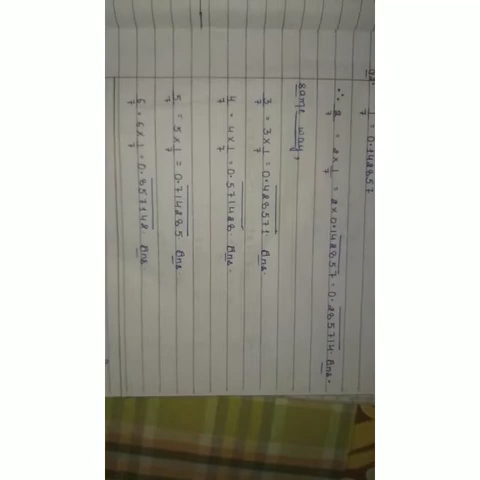 Q2. 1/7 = 0.142857
∴ 2/7 = 2 × 1/7 = 2 × 0.142857 = 0.285714 Ans.
same way,
3/7 = 3 × 1/7 = 0.428571. Ans.
4/7 = 4 × 1/7 = 0.571428. Ans.
5/7 = 5 × 1/7 = 0.714285 Ans.
6/7 = 6 × 1/7 = 0.857142. Ans.